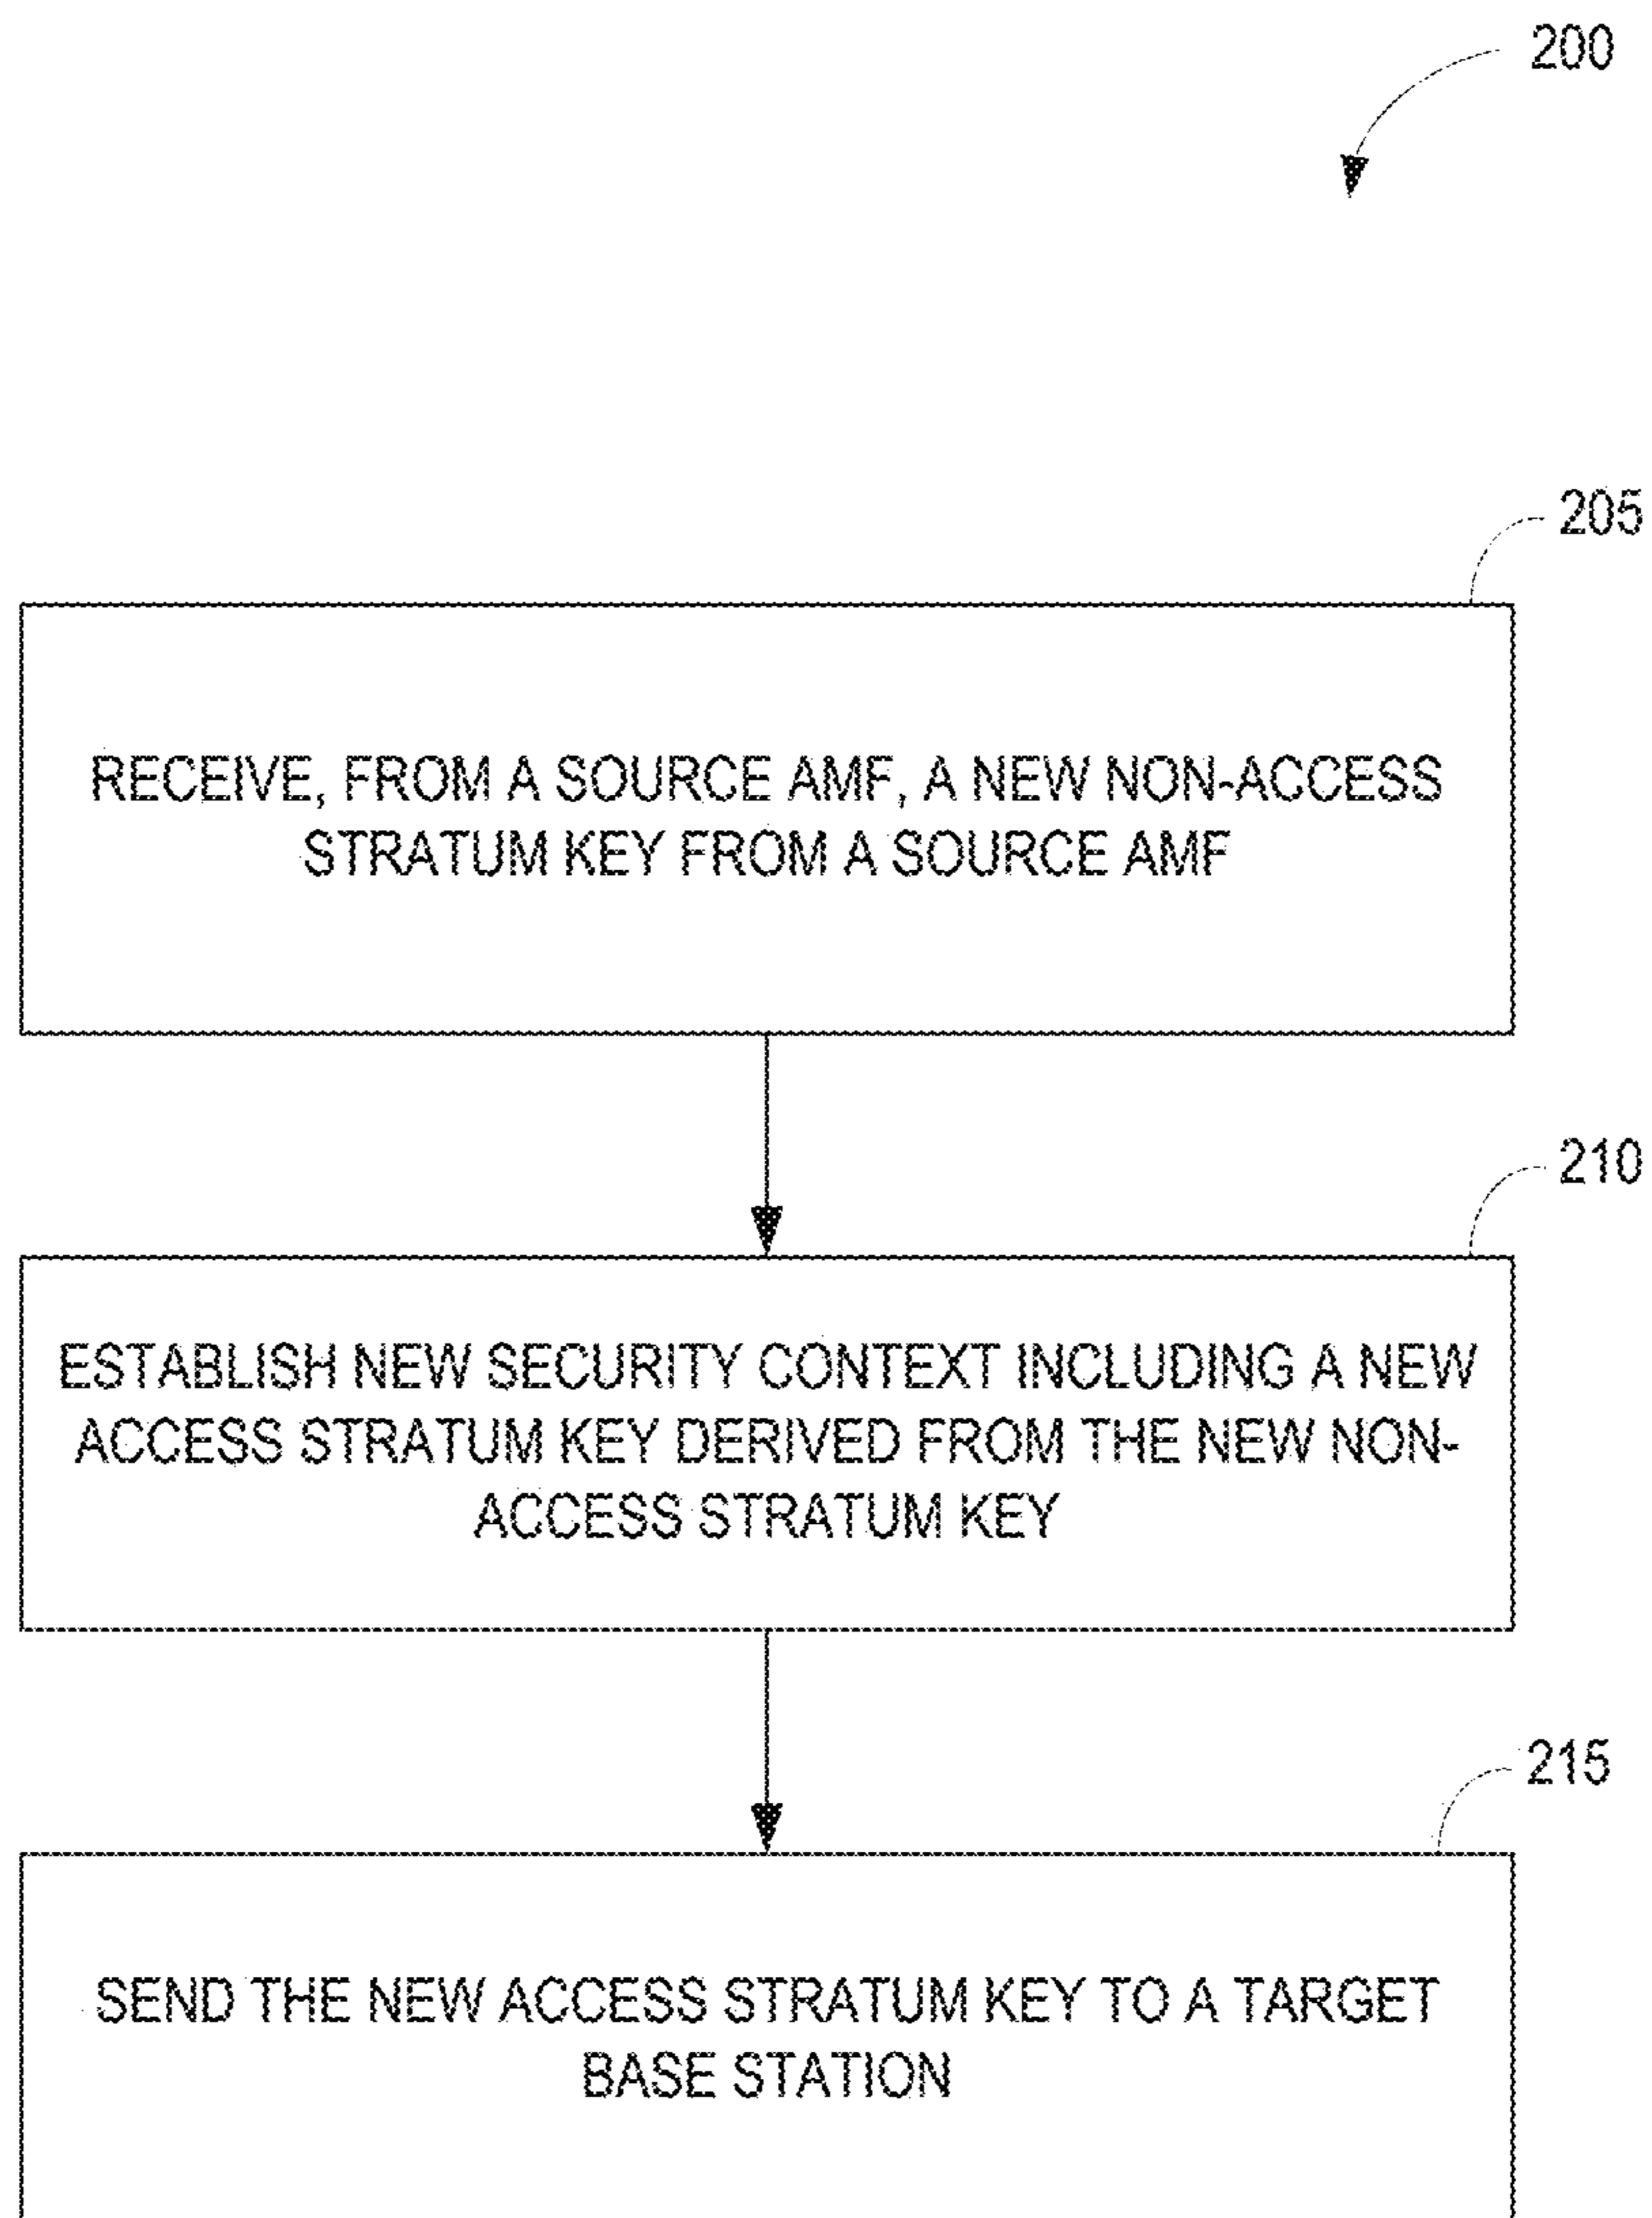 200
205
RECEIVE, FROM A SOURCE AMF, A NEW NON-ACCESS
STRATUM KEY FROM A SOURCE AMF
210
ESTABLISH NEW SECURITY CONTEXT INCLUDING A NEW
ACCESS STRATUM KEY DERIVED FROM THE NEW NON-
ACCESS STRATUM KEY
215
SEND THE NEW ACCESS STRATUM KEY TO A TARGET
BASE STATION